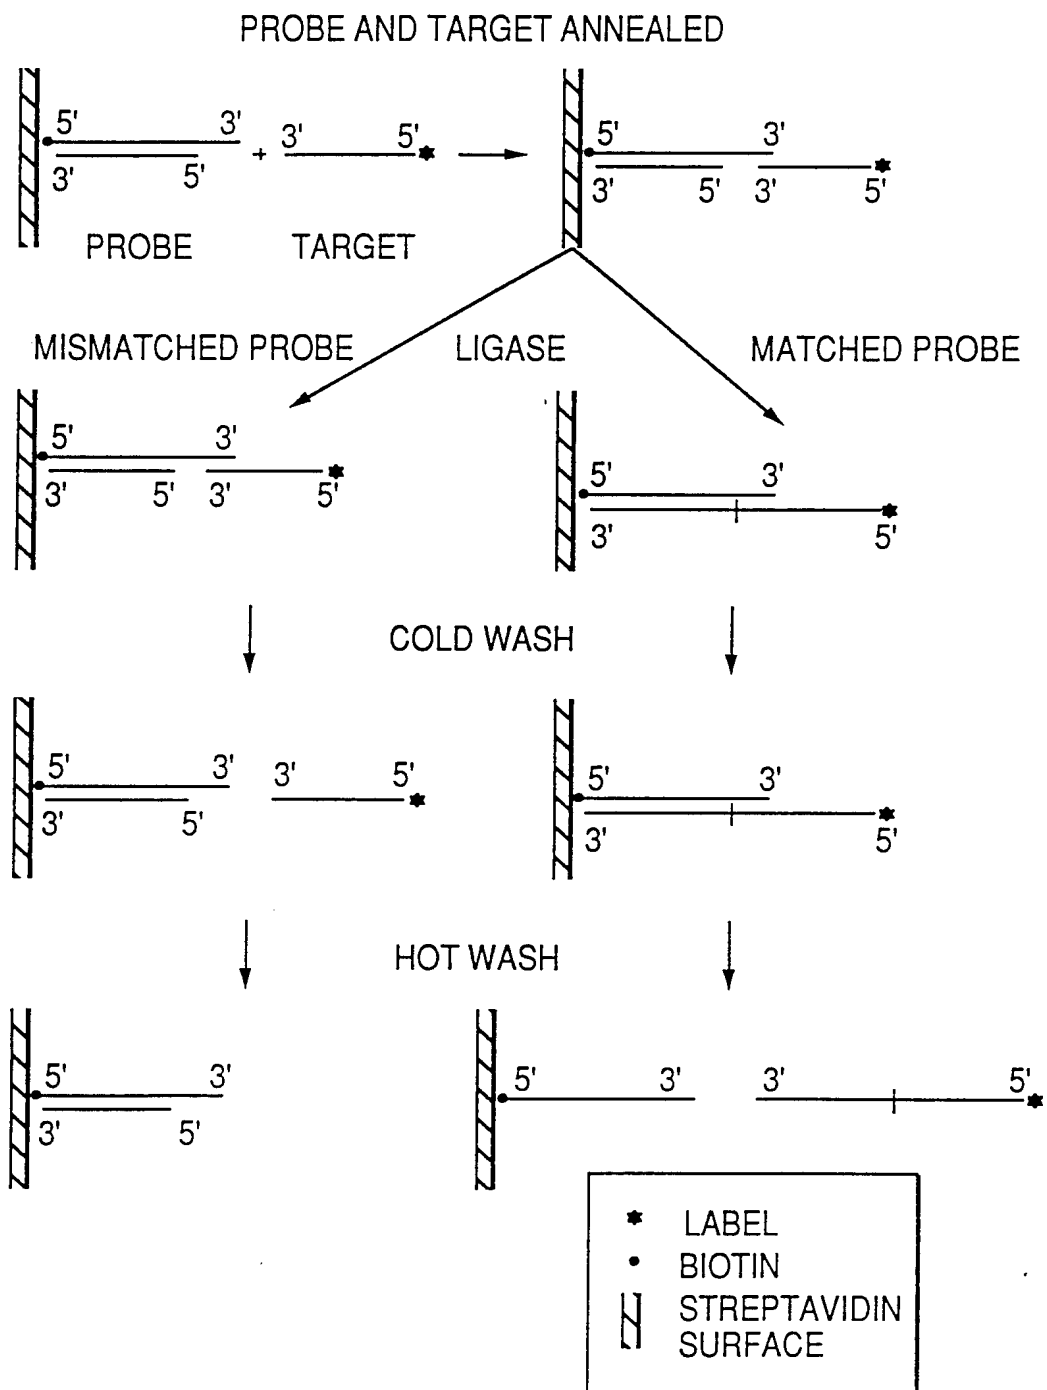 PROBE AND TARGET ANNEALED
5' 3' + 3' 5' 5' 3'
3' 5' 3' 5' 3' 5'
PROBE TARGET
MISMATCHED PROBE LIGASE MATCHED PROBE
5' 3' 5' 3'
3' 5' 3' 5' 3' 5'
COLD WASH
5' 3' 3' 5' 5' 3'
3' 5' 3' 5'
HOT WASH
5' 3' 5' 3' 3' 5'
3' 5'
LABEL
BIOTIN
STREPTAVIDIN
SURFACE